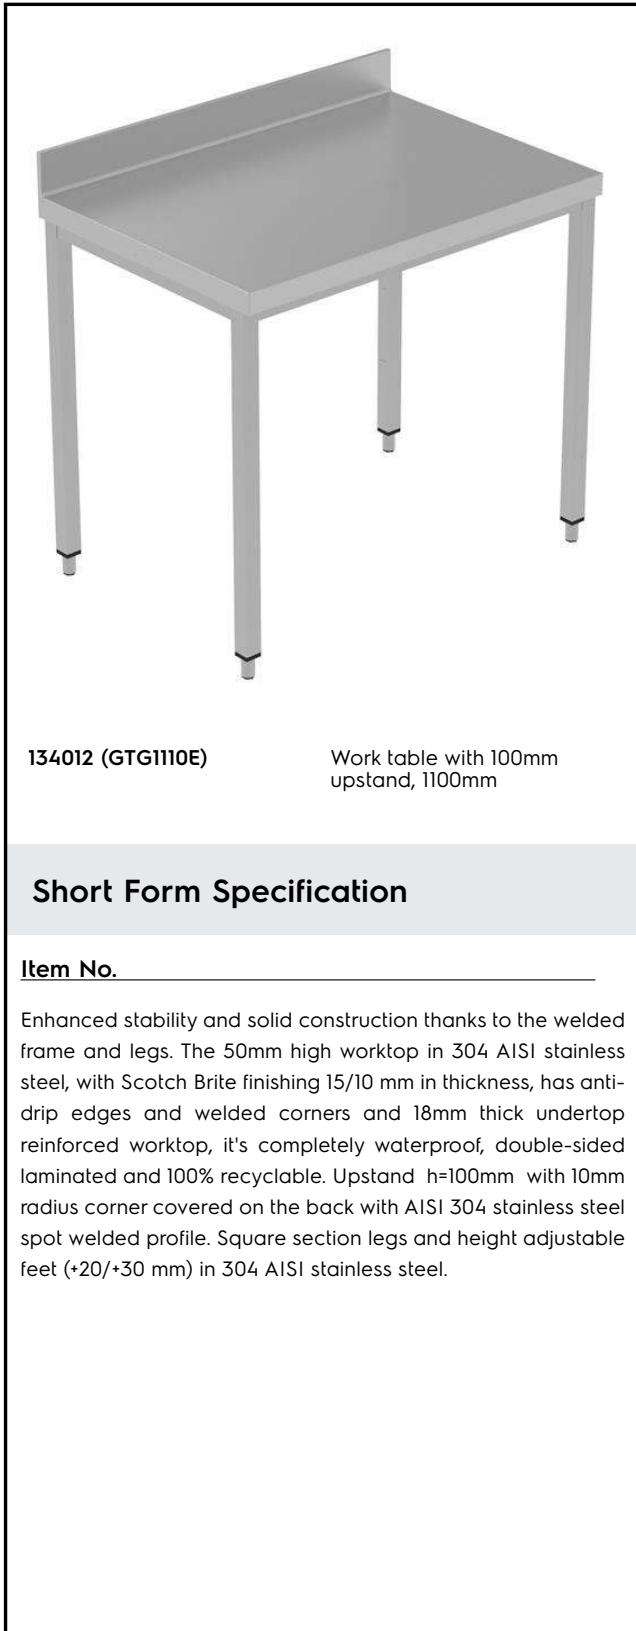 134012 (GTG1110E) Work table with 100mm
upstand, 1100mm
Short Form Specification
Item No.
Enhanced stability and solid construction thanks to the welded
frame and legs. The 50mm high worktop in 304 AISI stainless
steel, with Scotch Brite finishing 15/10 mm in thickness, has anti-
drip edges and welded corners and 18mm thick undertop
reinforced worktop, it's completely waterproof, double-sided
laminated and 100% recyclable. Upstand h=100mm with 10mm
radius corner covered on the back with AISI 304 stainless steel
spot welded profile. Square section legs and height adjustable
feet (+20/+30 mm) in 304 AISI stainless steel.